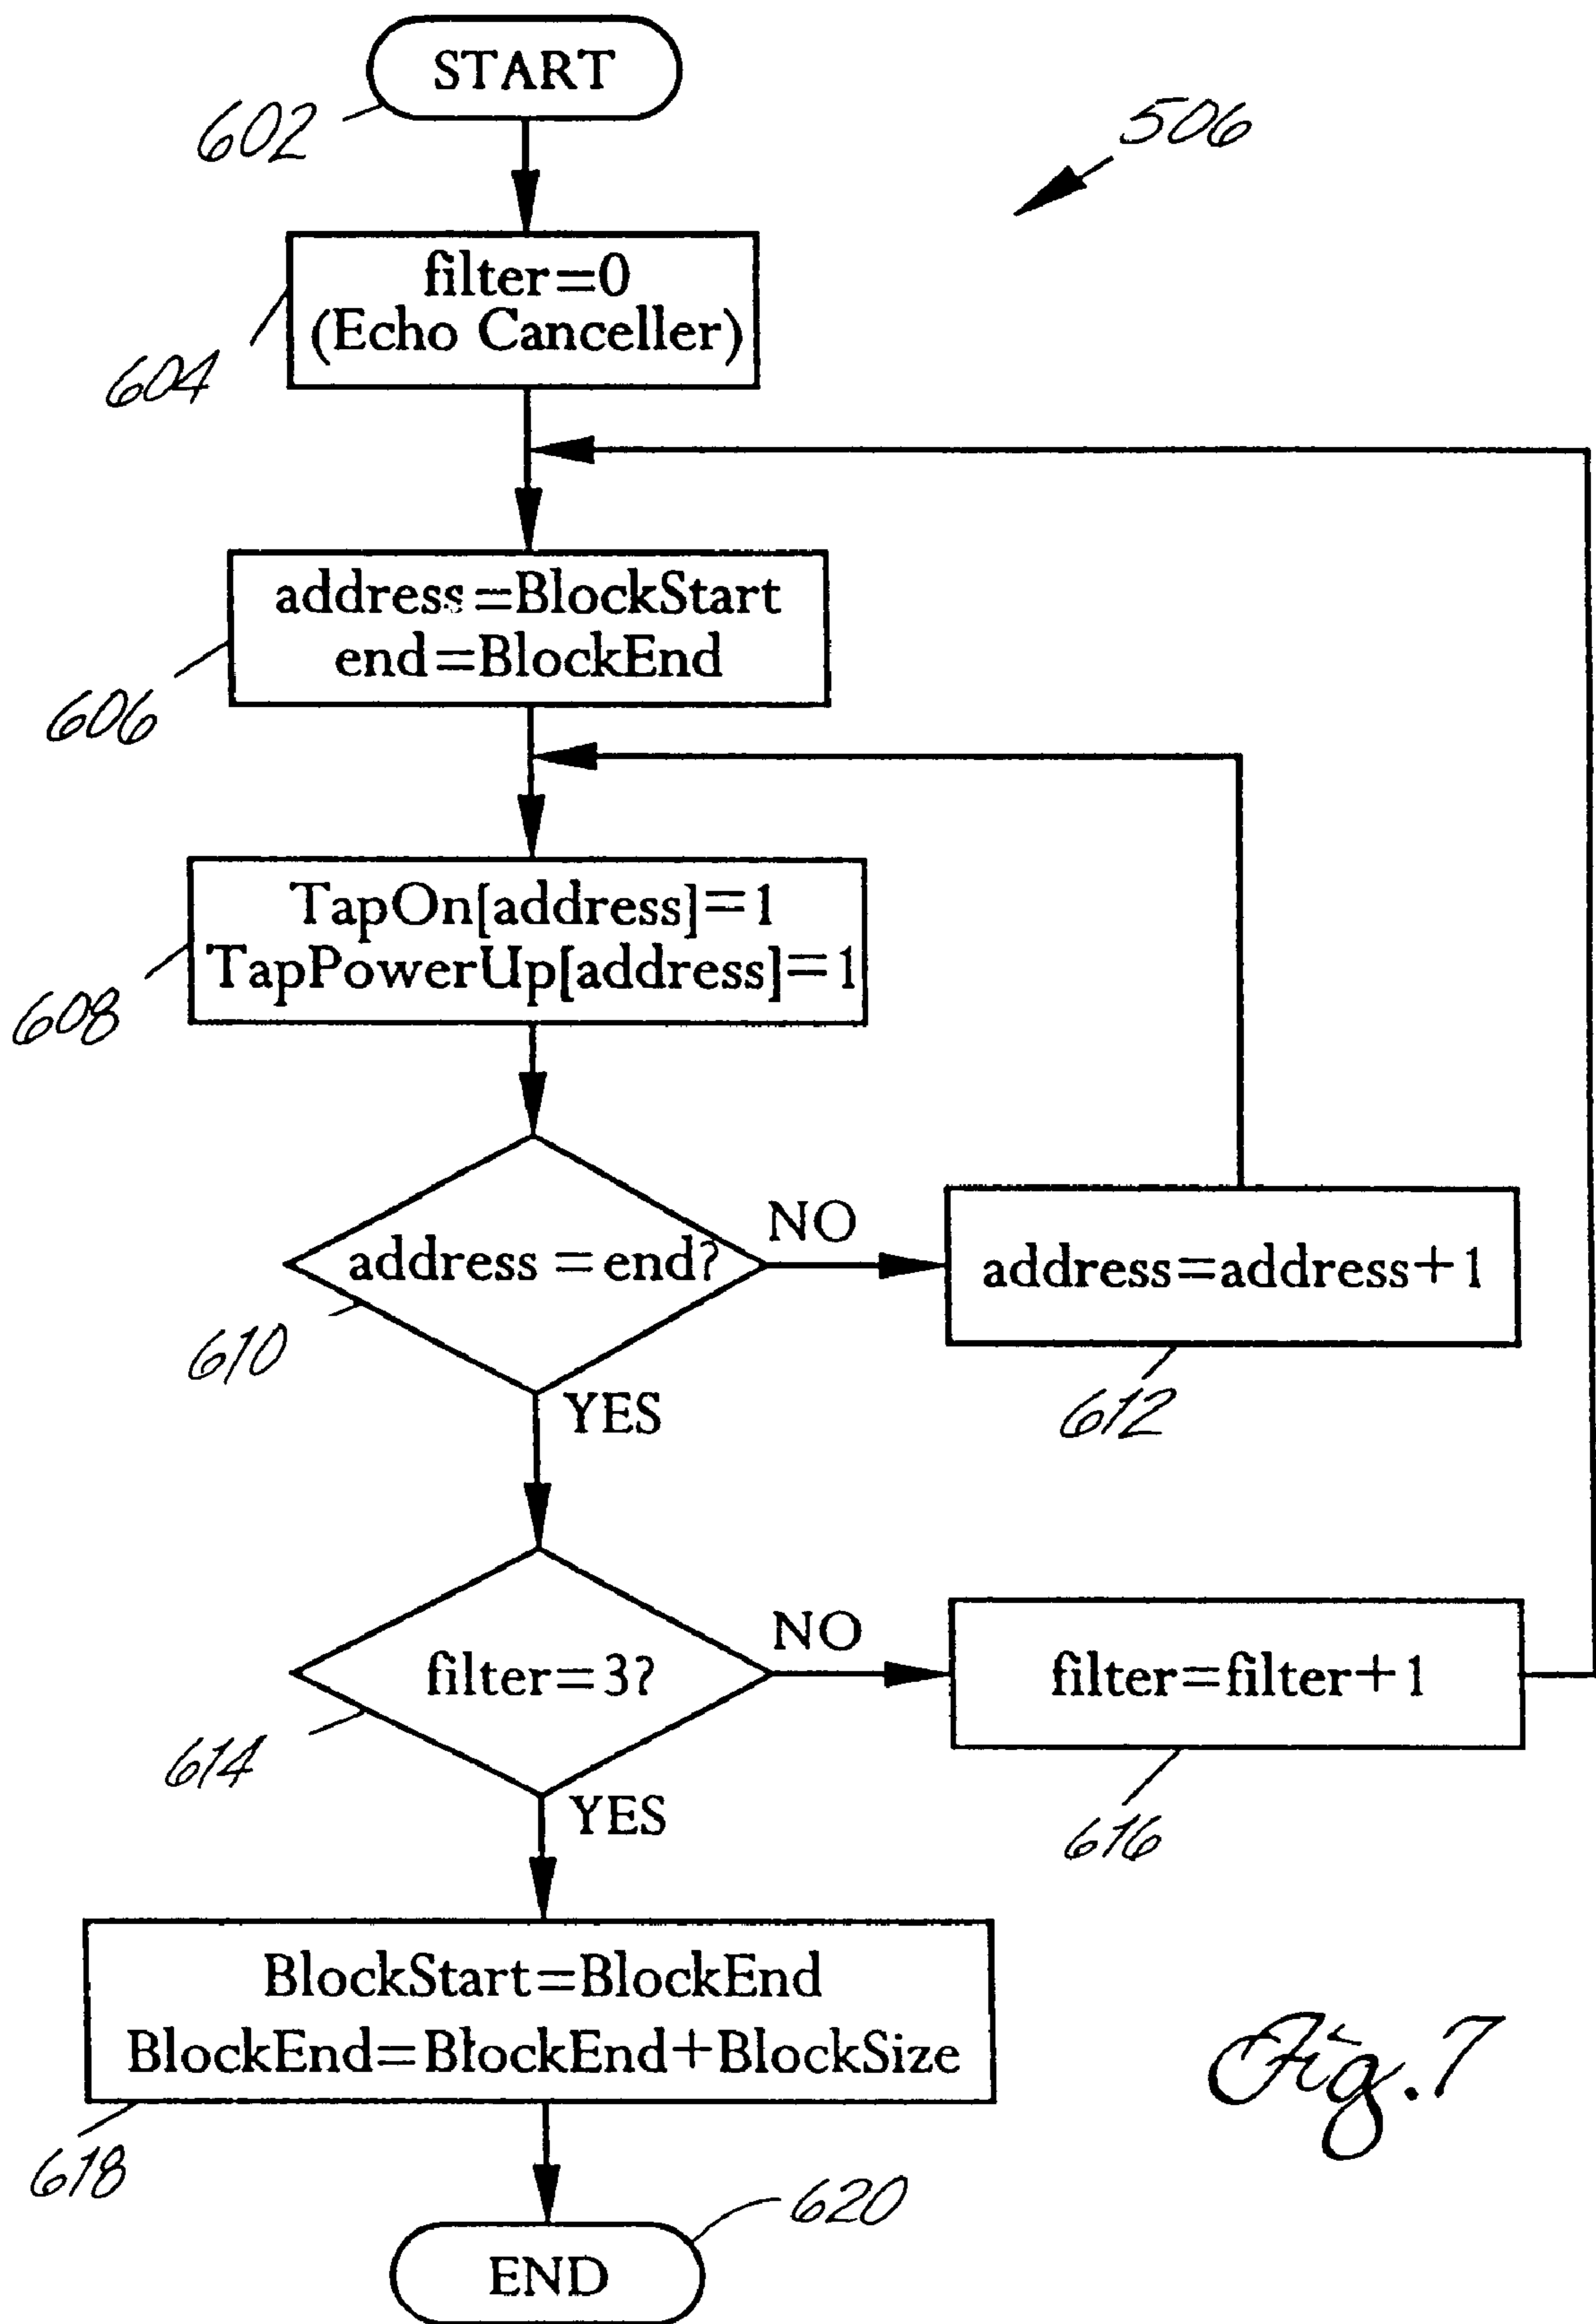 START
602
506
filter=0
(Echo Canceller)
604
address=BlockStart
end=BlockEnd
606
TapOn[address]=1
TapPowerUp[address]=1
608
address=end?
NO
address=address+1
610
612
YES
filter=3?
NO
filter=filter+1
614
616
YES
BlockStart=BlockEnd
BlockEnd=BlockEnd+BlockSize
618
Fig. 7
620
END